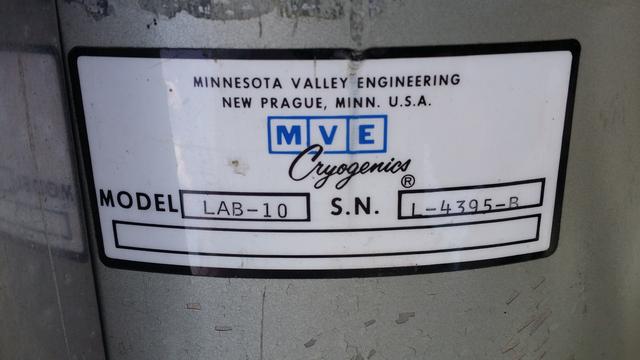 MINNESOTA VALLEY ENGINEERING
NEW PRAGUE, MINN. U.S.A.
MVE
Cryogenics®
MODEL LAB-10 S.N. L-4395-B